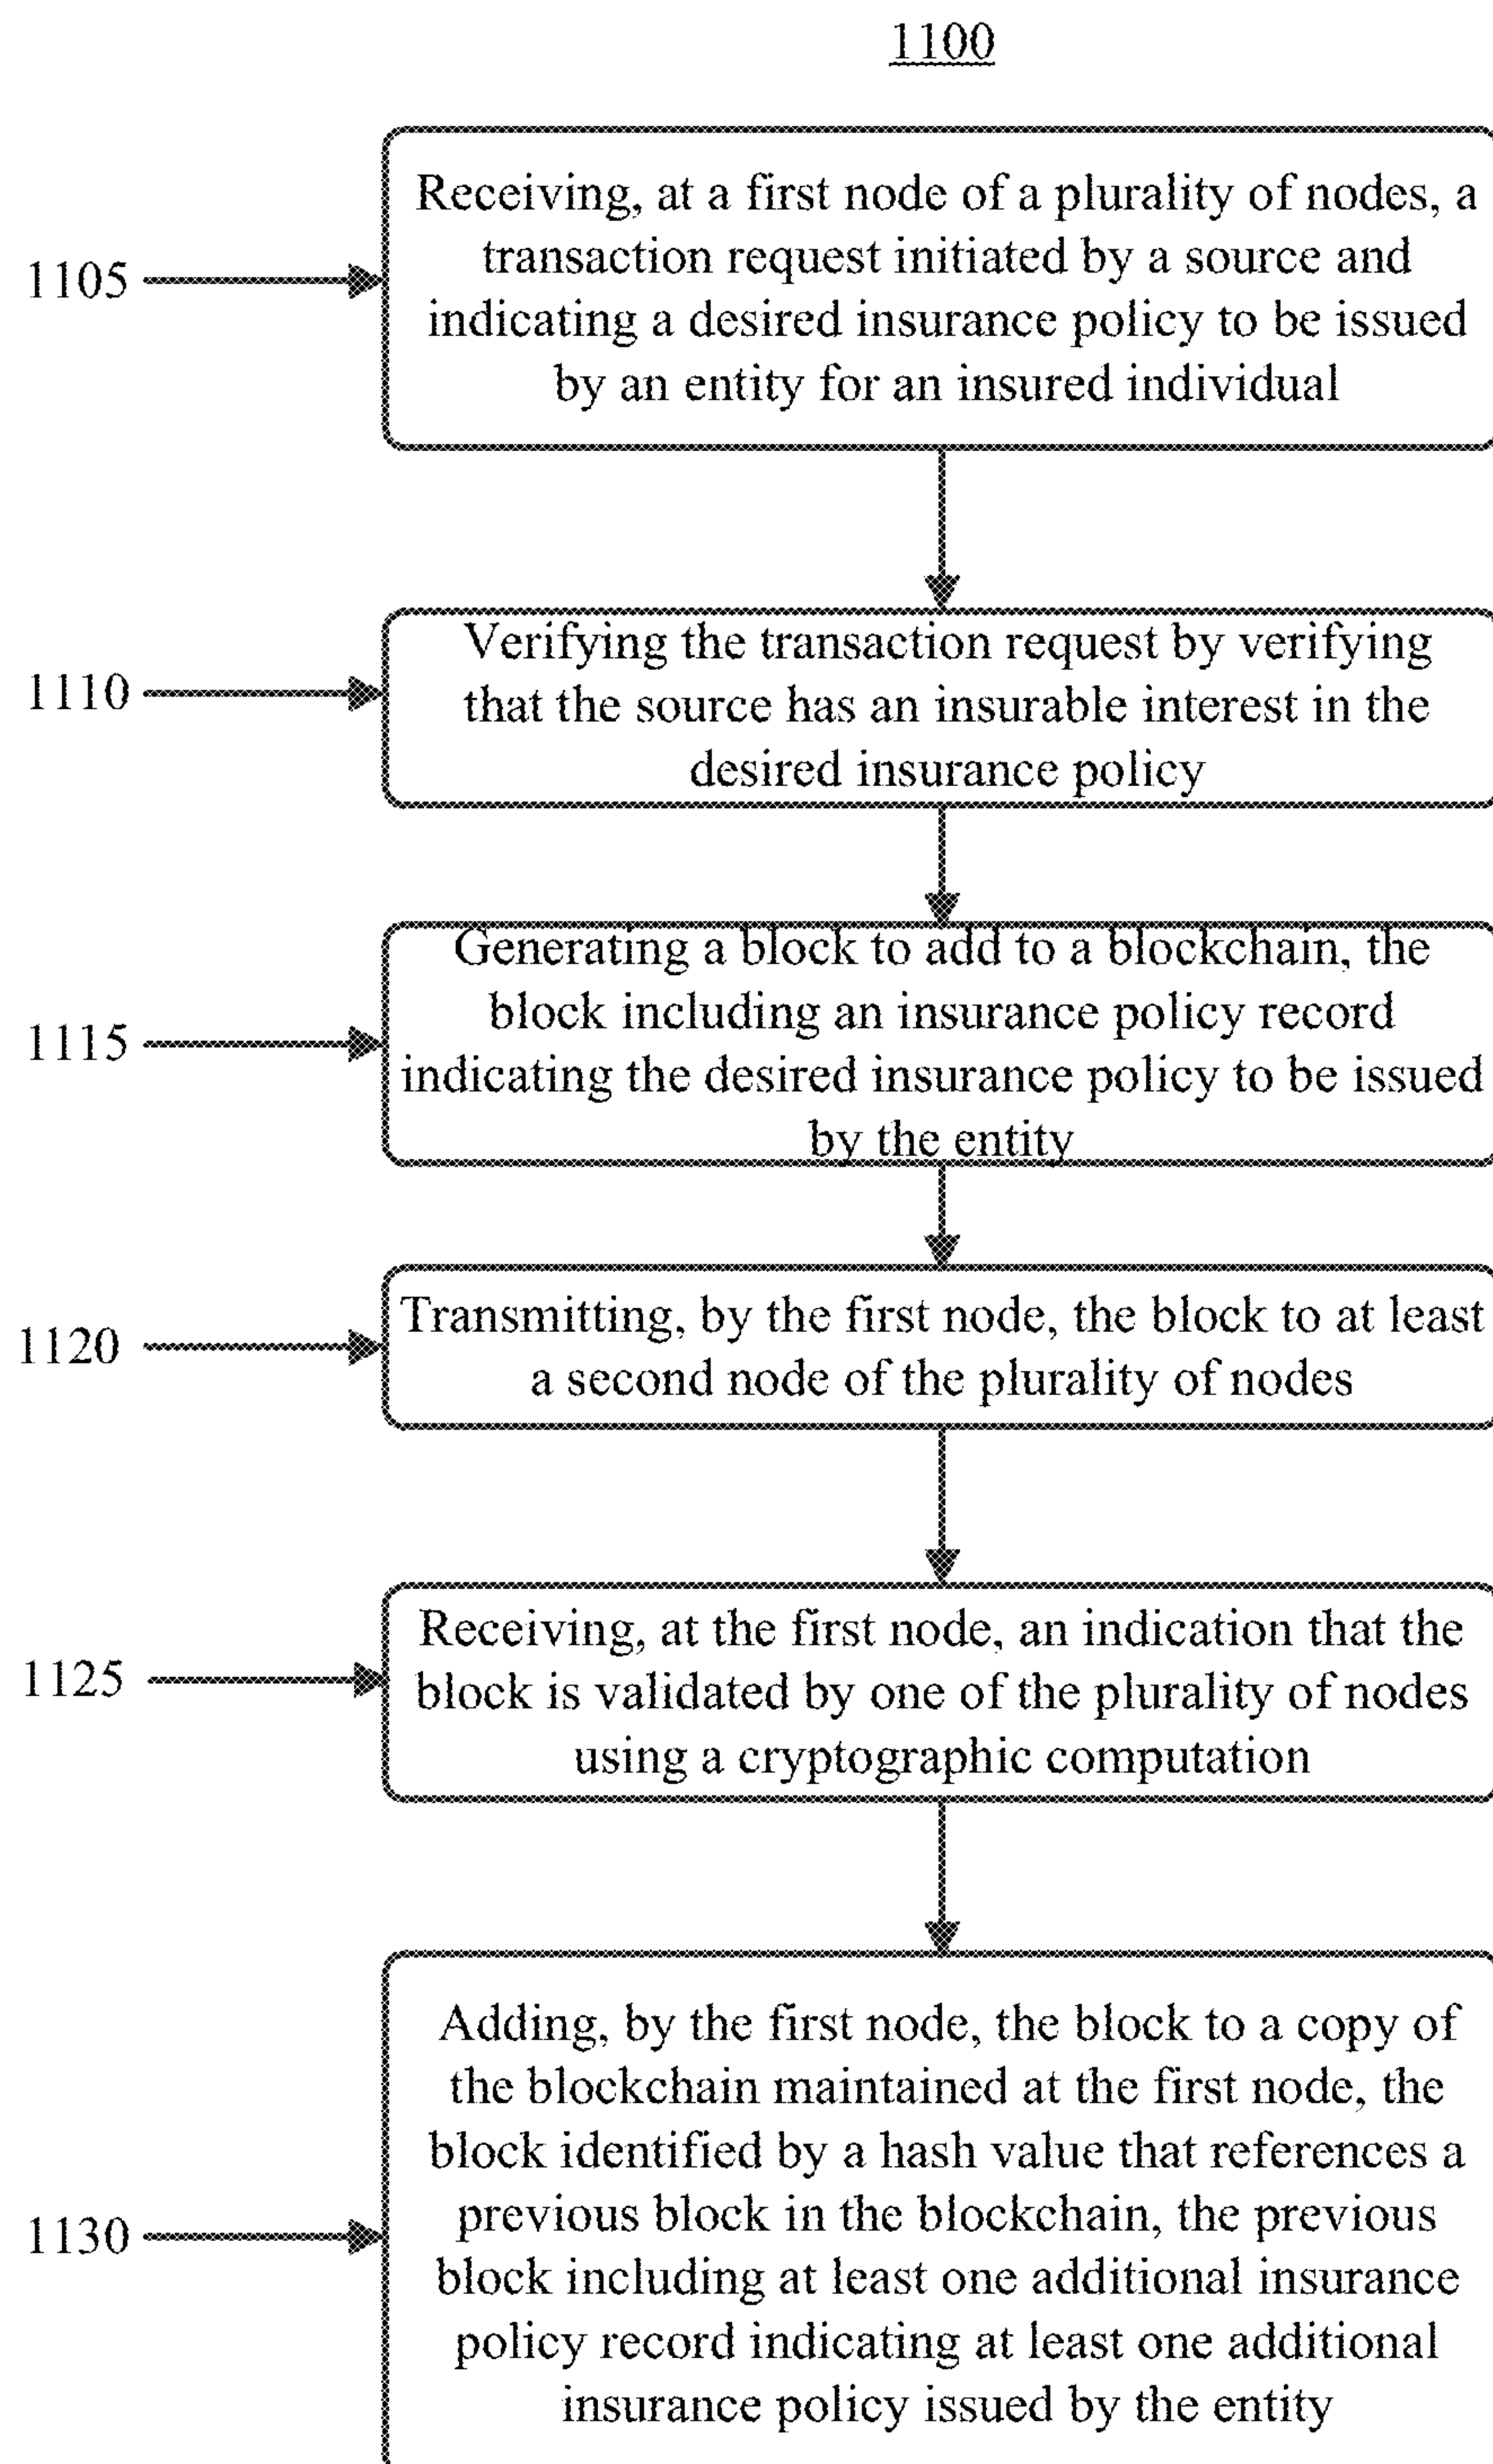 1100
Receiving, at a first node of a plurality of nodes, a
transaction request initiated by a source and
indicating a desired insurance policy to be issued
by an entity for an insured individual
1105
Verifying the transaction request by verifying
that the source has an insurable interest in the
desired insurance policy
1110
Generating a block to add to a blockchain, the
block including an insurance policy record
indicating the desired insurance policy to be issued
by the entity
1115
Transmitting, by the first node, the block to at least
a second node of the plurality of nodes
1120
Receiving, at the first node, an indication that the
block is validated by one of the plurality of nodes
using a cryptographic computation
1125
Adding, by the first node, the block to a copy of
the blockchain maintained at the first node, the
block identified by a hash value that references a
previous block in the blockchain, the previous
block including at least one additional insurance
policy record indicating at least one additional
insurance policy issued by the entity
1130